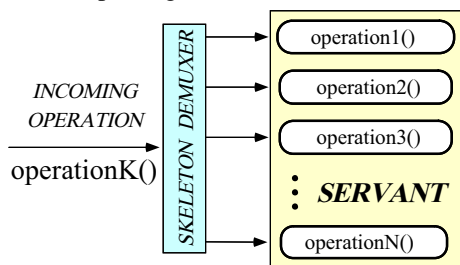 INCOMING
OPERATION
operationK()
SKELETON DEMUXER
operation1()
operation2()
operation3()
SERVANT
operationN()